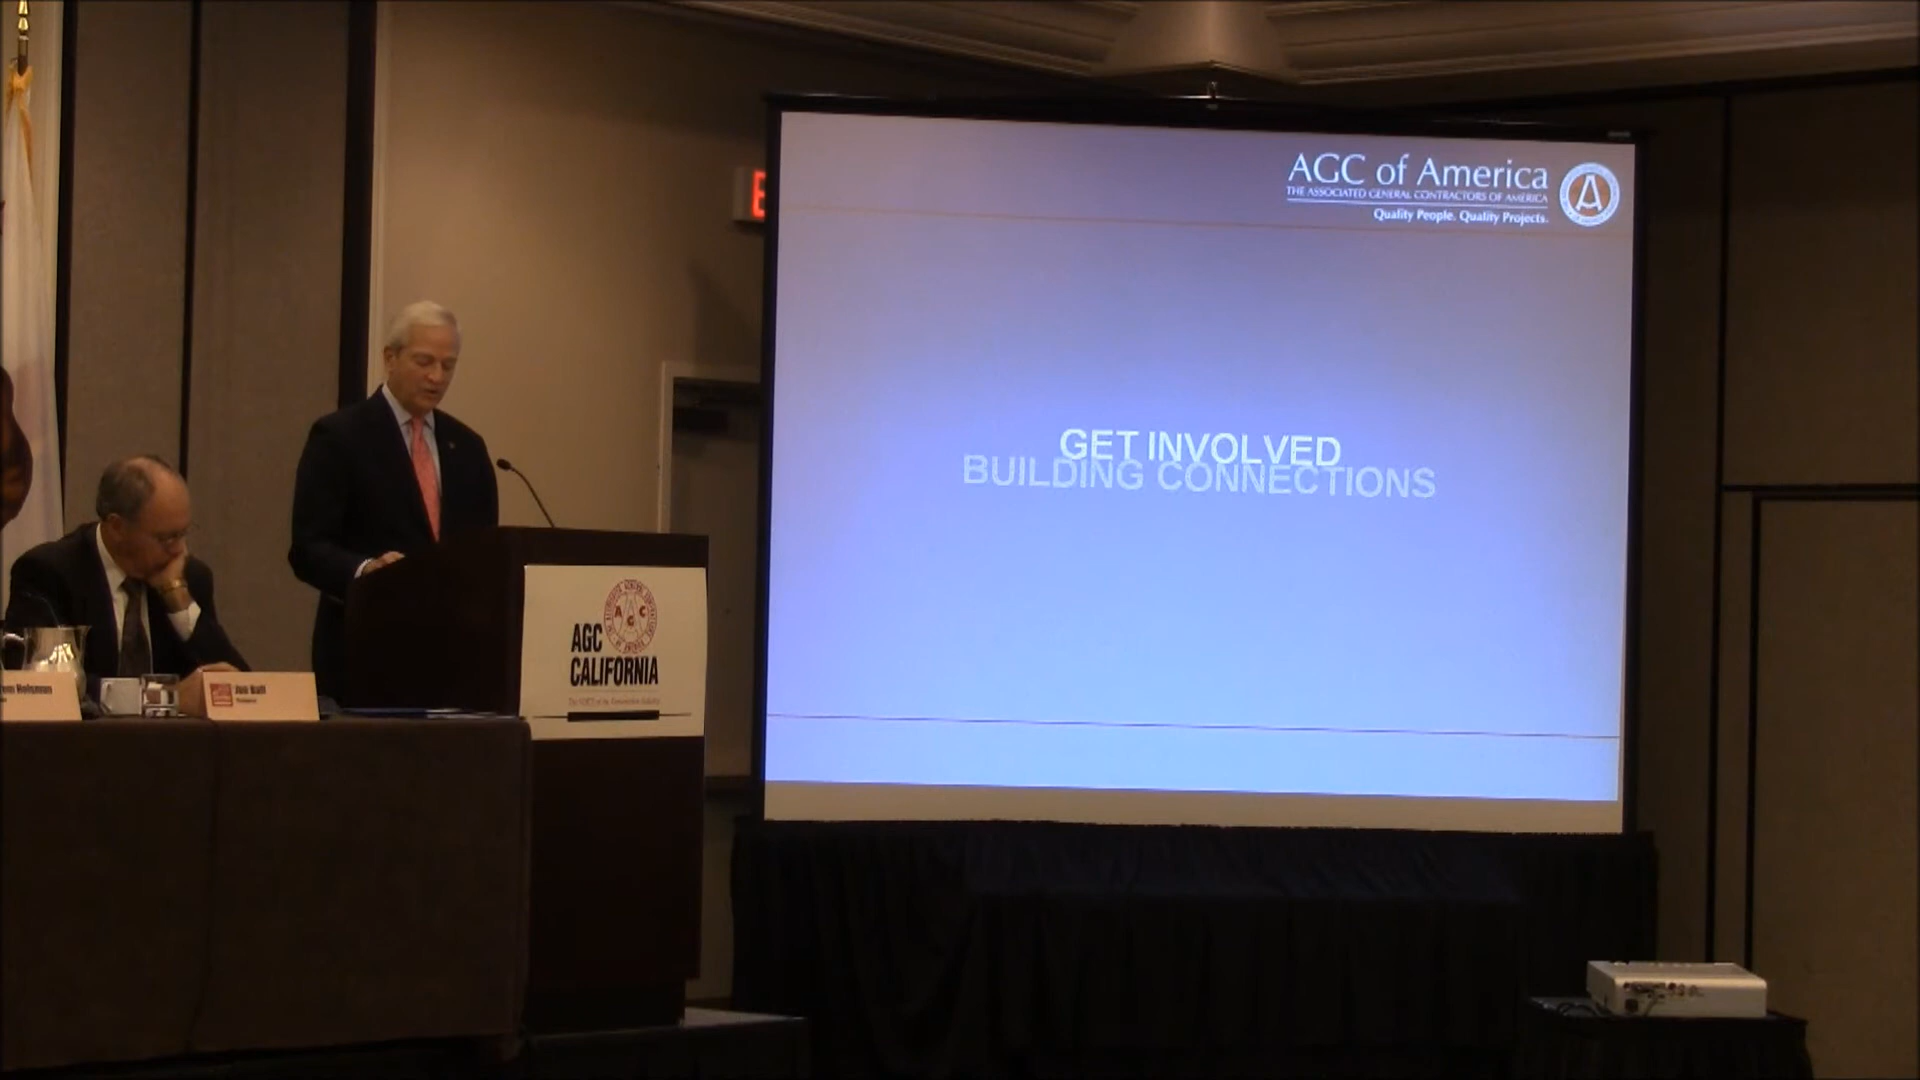 AGC of America
THE ASSOCIATED GENERAL CONTRACTORS OF AMERICA
Quality People. Quality Projects.
A
E
GET INVOLVED
BUILDING CONNECTIONS
A G C
AGC
CALIFORNIA